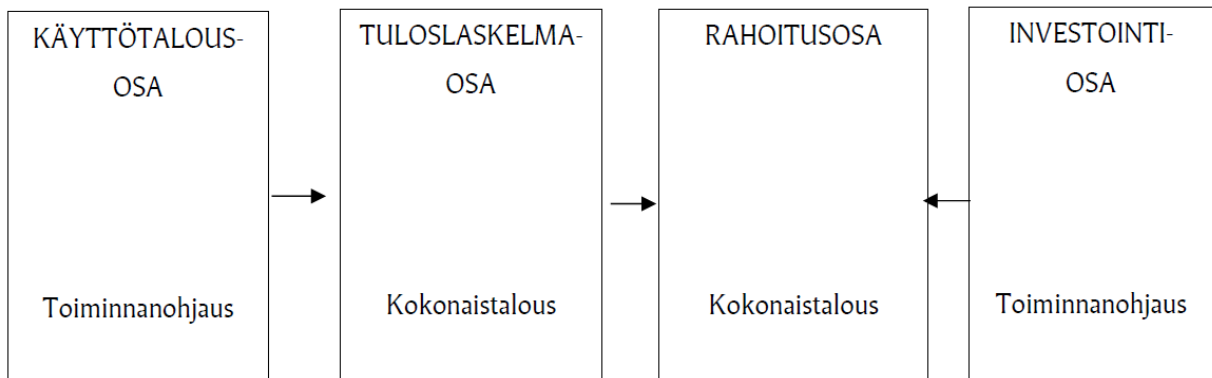 KÄYTTÖTALOUS-
OSA
Toiminnanohjaus
TULOSLASKELMA-
OSA
Kokonaistalous
RAHOITUSOSA
Kokonaistalous
INVESTOINTI-
OSA
Toiminnanohjaus